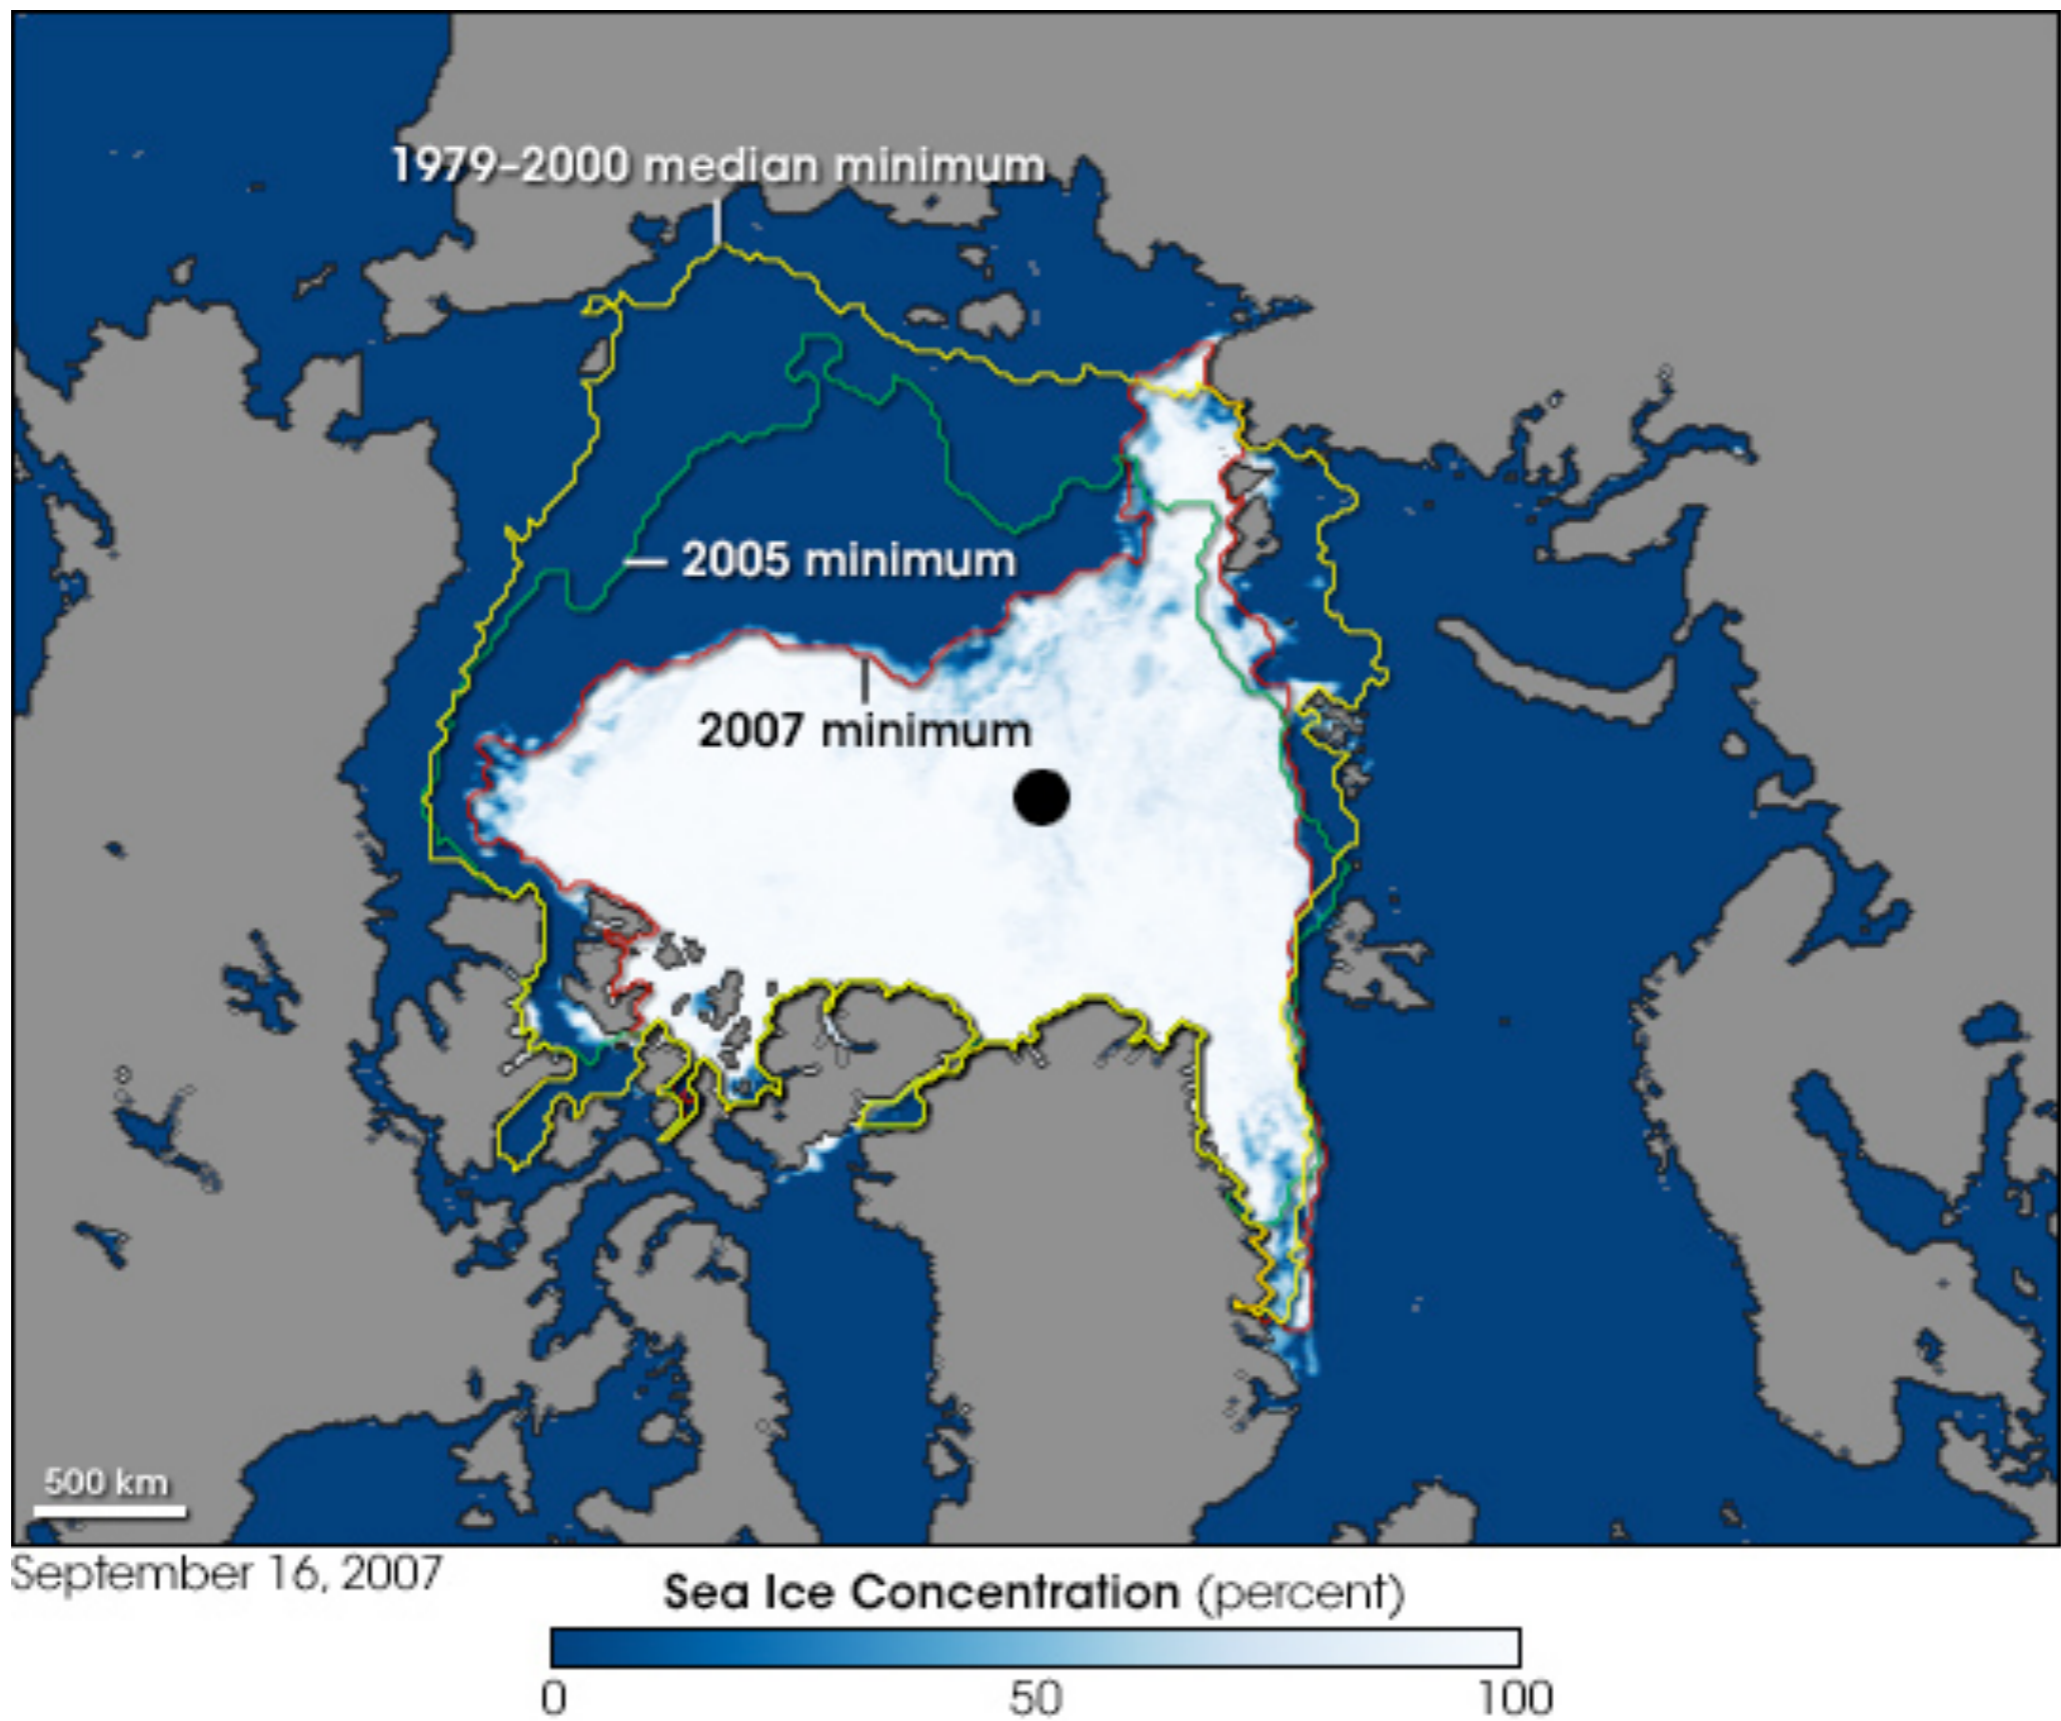 1979–2000 median minimum
2005 minimum
2007 minimum
500 km
September 16, 2007
Sea Ice Concentration (percent)
0 50 100